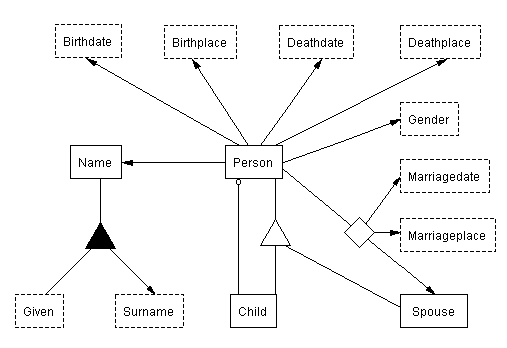 Birthdate
Birthplace
Deathdate
Deathplace
Gender
Name
Person
Marriagedate
Marriageplace
Given
Surname
Child
Spouse